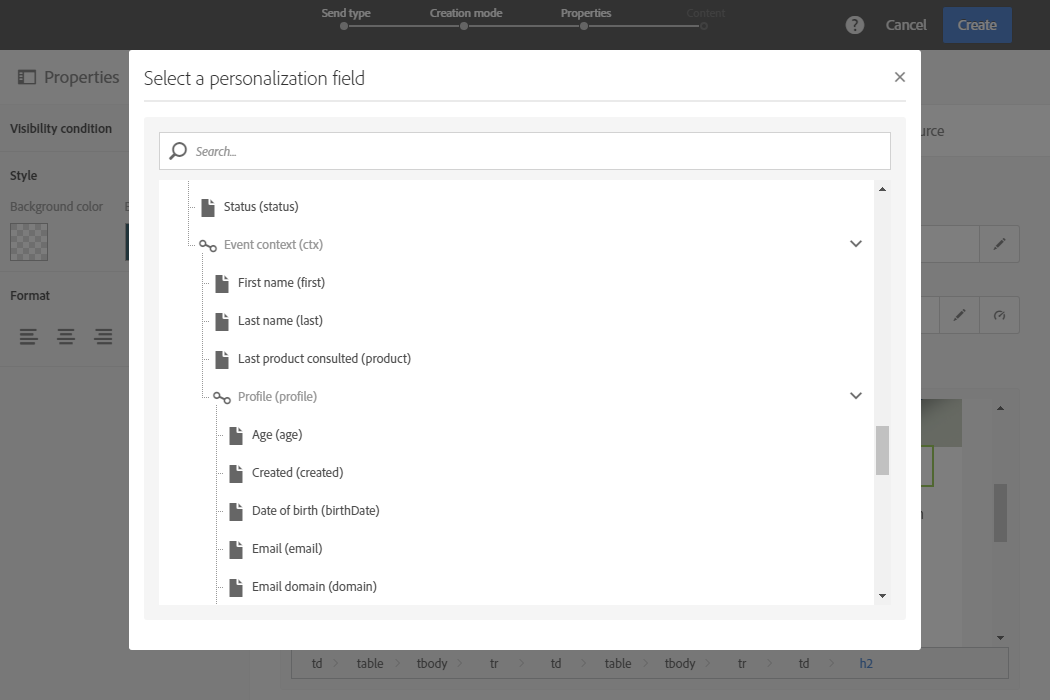 Send type
Creation mode
Properties
Content
?
Cancel
Create
Properties
Select a personalization field
Visibility condition
Style
Background color
Format
Search...
Status (status)
Event context (ctx)
First name (first)
Last name (last)
Last product consulted (product)
Profile (profile)
Age (age)
Created (created)
Date of birth (birthDate)
Email (email)
Email domain (domain)
td table tbody tr td table tbody tr td h2